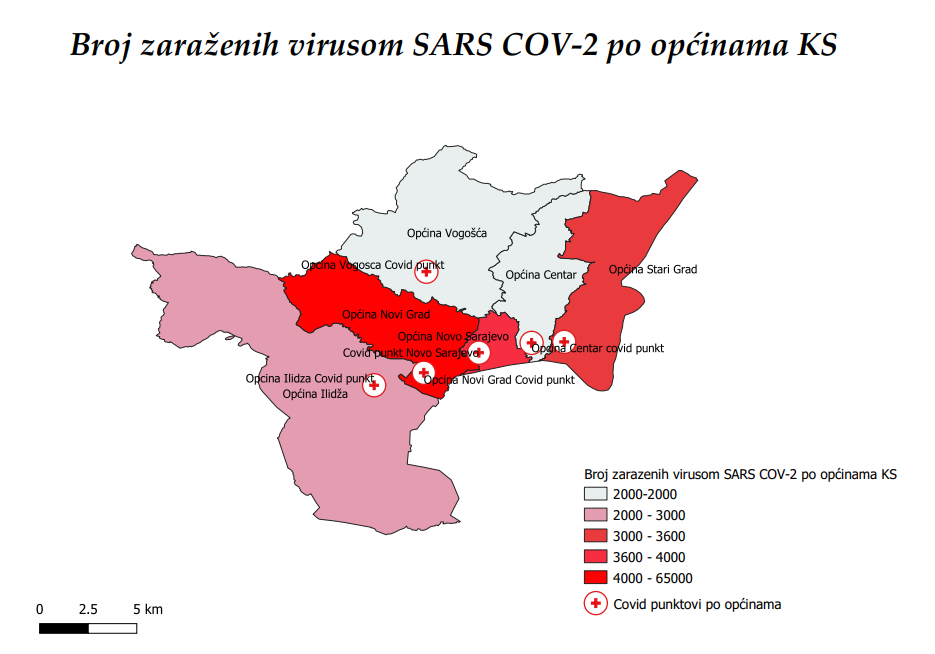 Broj zaraženih virusom SARS COV-2 po općinama KS
Općina Vogošća
Općina Vogosca Covid punkt
Općina Centar
Općina Stari Grad
Općina Novi Grad
Općina Novo Sarajevo
Općina Centar covid punkt
Covid punkt Novo Sarajevo
Općina Ilidza Covid punkt
Općina Novi Grad Covid punkt
Općina Ilidža
Broj zarazenih virusom SARS COV-2 po općinama KS
2000-2000
2000 - 3000
3000 - 3600
3600 - 4000
4000 - 65000
Covid punktovi po općinama
0 2.5 5 km